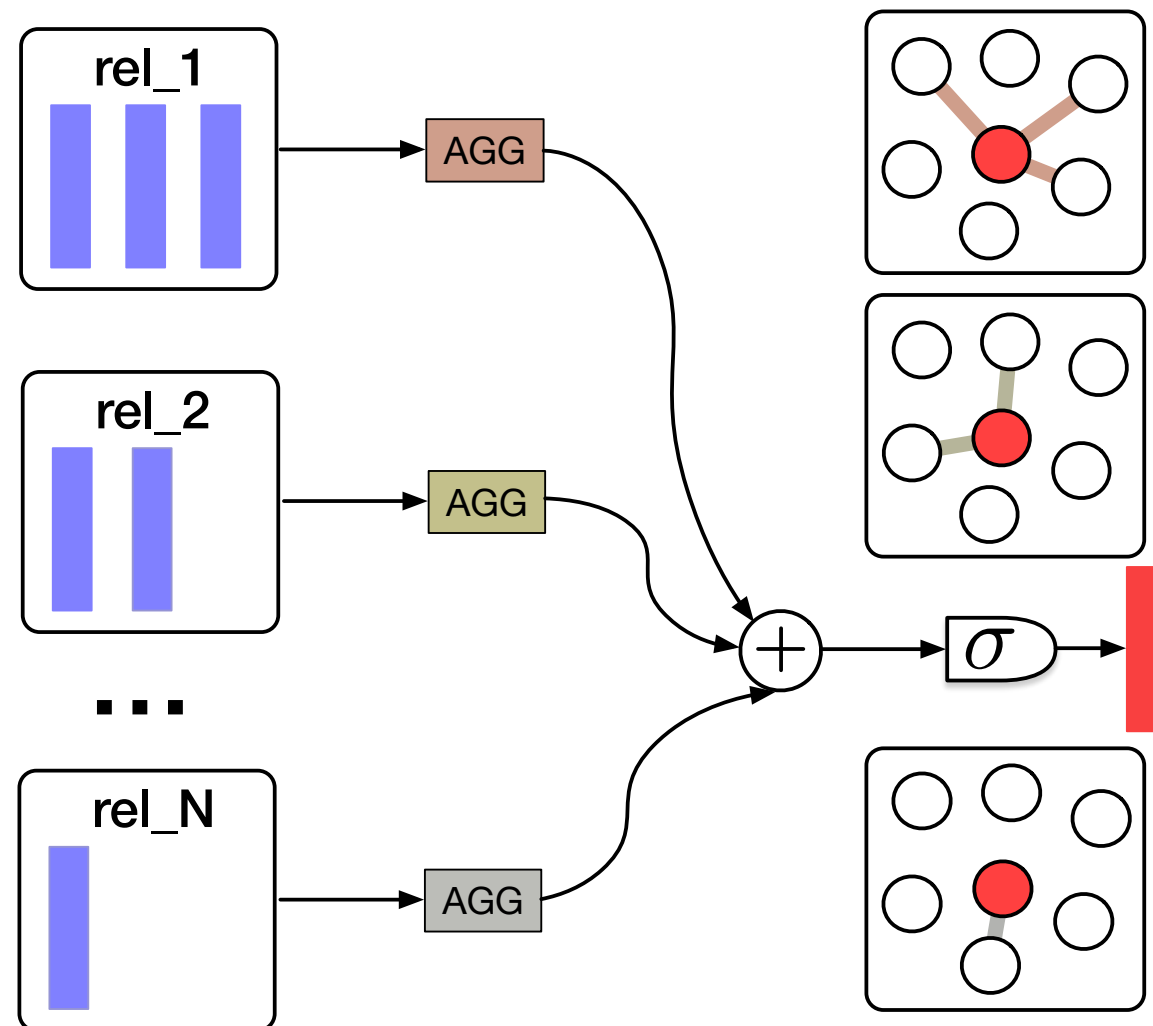 rel_1
AGG
rel_2
AGG
+
σ
...
rel_N
AGG